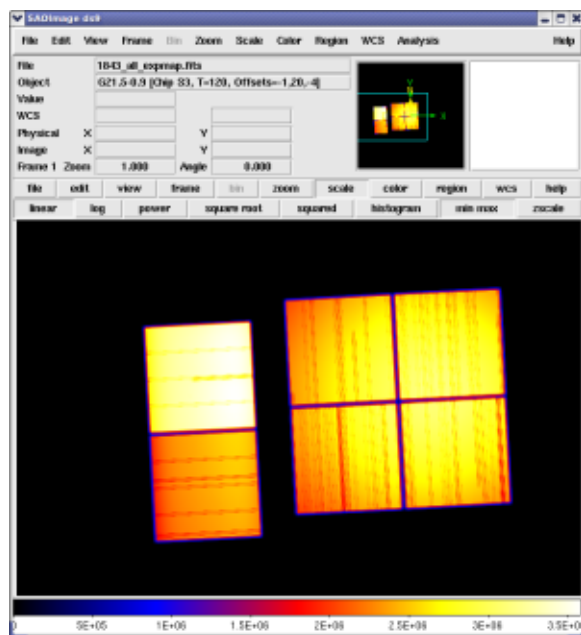 SAOImage ds9
File Edit View Frame Bin Zoom Scale Color Region WCS Analysis Help
File 1843_all_expmap.fits
Object G21.5-0.9 [Chip S3, T=120, Offsets=-1,20,-4]
Value
WCS
Physical X Y
Image X Y
Frame 1 Zoom 1.000 Angle 0.000
Y
X
file edit view frame bin zoom scale color region wcs help
linear log power square root squared histogram min max zscale
0 5E+05 1E+06 1.5E+06 2E+06 2.5E+06 3E+06 3.5E+06